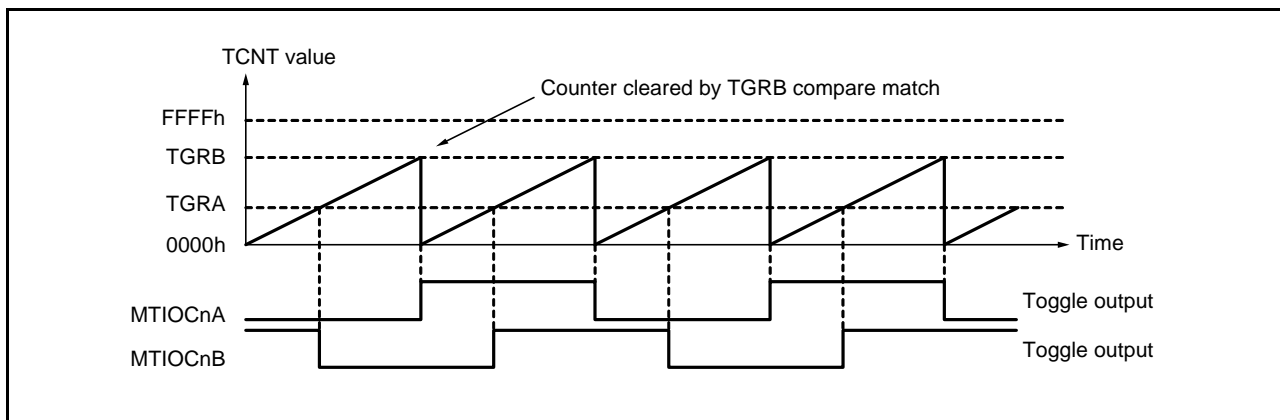 TCNT value
Counter cleared by TGRB compare match
FFFFh
TGRB
TGRA
0000h
Time
MTIOCnA
Toggle output
MTIOCnB
Toggle output